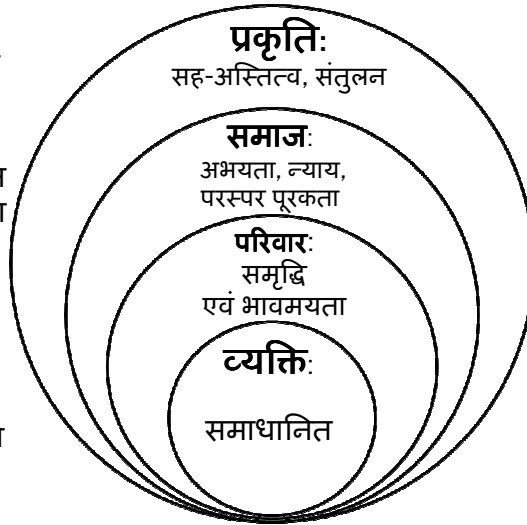 प्रकृति:
सह-अस्तित्व, संतुलन
समाज:
अभयता, न्याय,
परस्पर पूरकता
परिवार:
समृद्धि
एवं भावमयता
व्यक्ति:
समाधानित